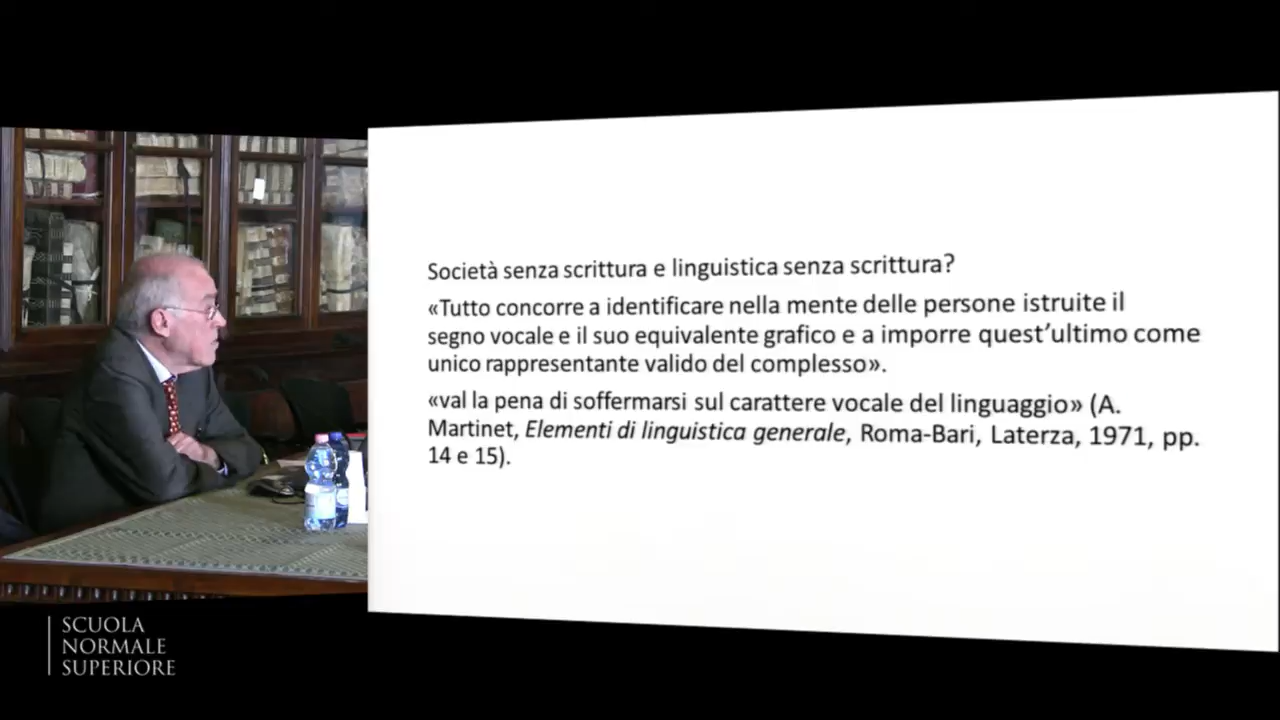 Società senza scrittura e linguistica senza scrittura?
«Tutto concorre a identificare nella mente delle persone istruite il
segno vocale e il suo equivalente grafico e a imporre quest’ultimo come
unico rappresentante valido del complesso».
«val la pena di soffermarsi sul carattere vocale del linguaggio» (A.
Martinet, Elementi di linguistica generale, Roma-Bari, Laterza, 1971, pp.
14 e 15).
SCUOLA
NORMALE
SUPERIORE